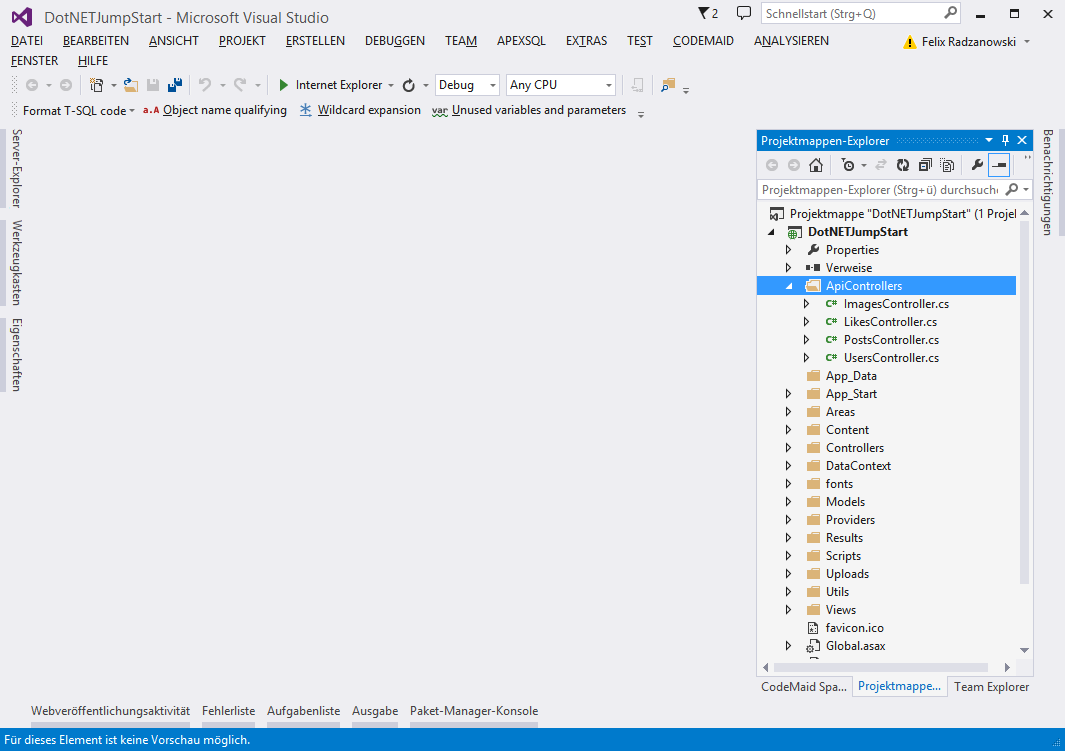 DotNETJumpStart - Microsoft Visual Studio
2
Schnellstart (Strg+Q)
DATEI BEARBEITEN ANSICHT PROJEKT ERSTELLEN DEBUGGEN TEAM APEXSQL EXTRAS TEST CODEMAID ANALYSIEREN
Felix Radzanowski
FENSTER HILFE
Internet Explorer Debug Any CPU
Format T-SQL code a.A Object name qualifying Wildcard expansion var Unused variables and parameters
Server-Explorer
Werkzeugkasten
Eigenschaften
Projektmappen-Explorer
Projektmappen-Explorer (Strg+ü) durchsuche
Projektmappe "DotNETJumpStart" (1 Projel
DotNETJumpStart
Properties
Verweise
ApiControllers
C# ImagesController.cs
C# LikesController.cs
C# PostsController.cs
C# UsersController.cs
App_Data
App_Start
Areas
Content
Controllers
DataContext
fonts
Models
Providers
Results
Scripts
Uploads
Utils
Views
favicon.ico
Global.asax
CodeMaid Spa... Projektmappe... Team Explorer
Benachrichtigungen
Webveröffentlichungsaktivität Fehlerliste Aufgabenliste Ausgabe Paket-Manager-Konsole
Für dieses Element ist keine Vorschau möglich.